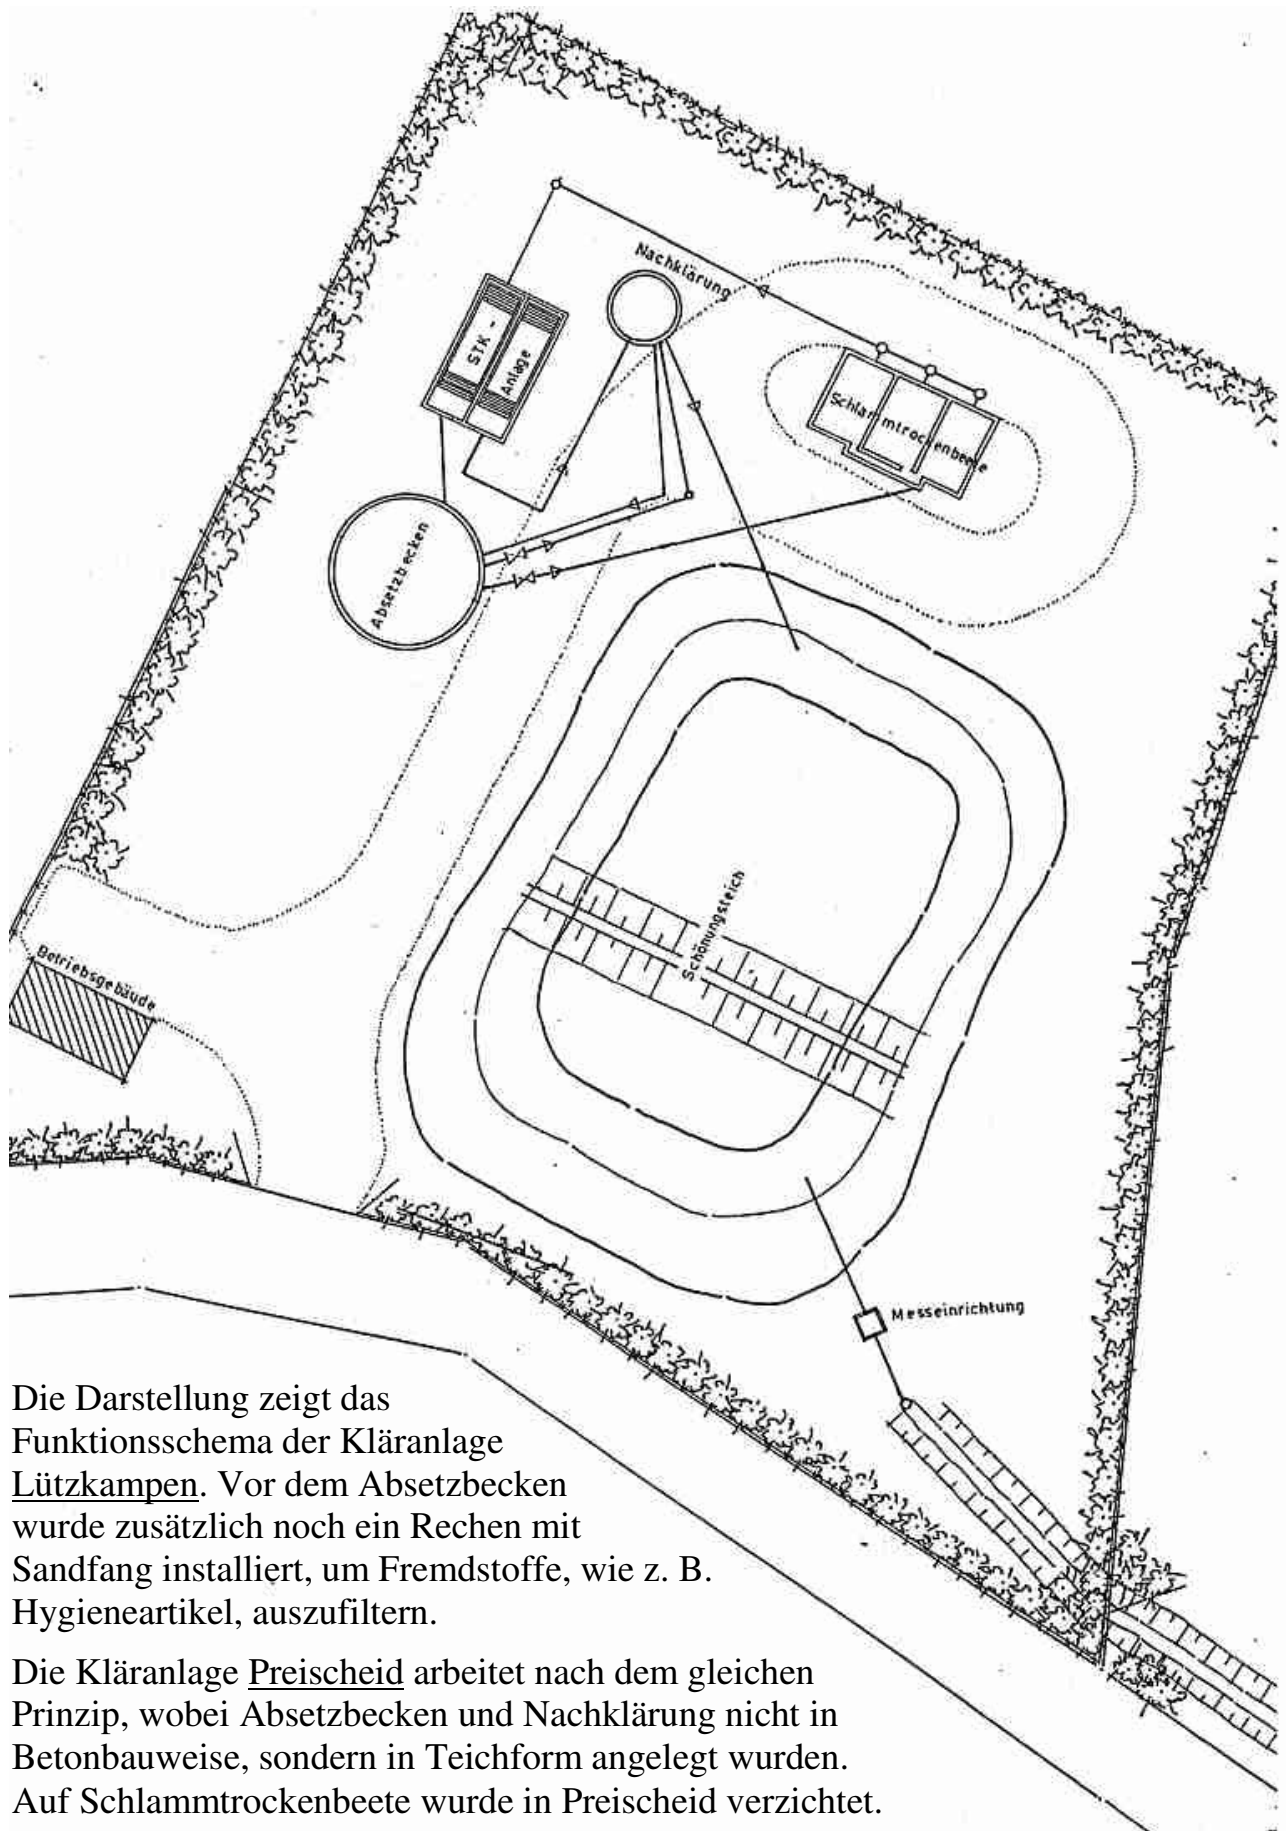 Nachklärung
STK -
Anlage
Schlammtrockenbeete
Absetzbecken
Schönungsteich
Betriebsgebäude
Messeinrichtung
Die Darstellung zeigt das
Funktionsschema der Kläranlage
Lützkampen. Vor dem Absetzbecken
wurde zusätzlich noch ein Rechen mit
Sandfang installiert, um Fremdstoffe, wie z. B.
Hygieneartikel, auszufiltern.
Die Kläranlage Preischeid arbeitet nach dem gleichen
Prinzip, wobei Absetzbecken und Nachklärung nicht in
Betonbauweise, sondern in Teichform angelegt wurden.
Auf Schlammtrockenbeete wurde in Preischeid verzichtet.